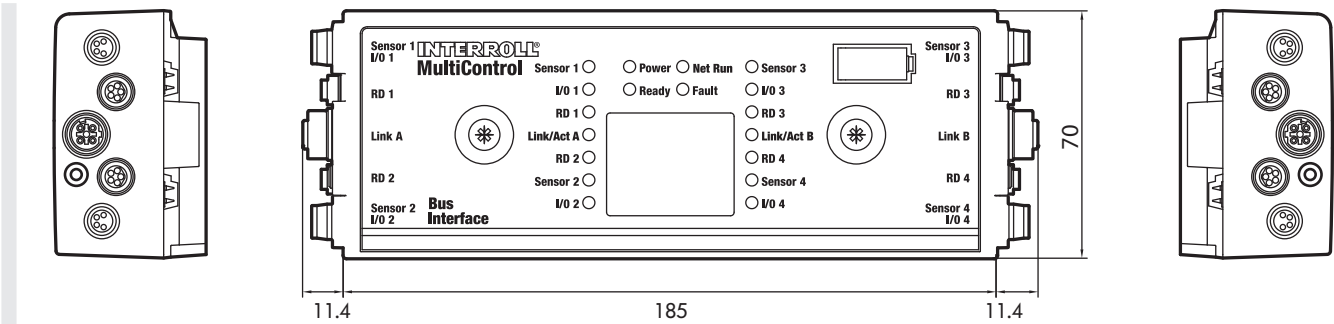 Sensor 1
I/O 1
INTERROLL®
MultiControl
Sensor 1
Power
Net Run
Sensor 3
Sensor 3
I/O 3
I/O 1
Ready
Fault
I/O 3
RD 1
RD 1
RD 3
RD 3
Link A
Link/Act A
Link/Act B
Link B
RD 2
RD 2
RD 4
RD 4
Sensor 2
I/O 2
Bus
Interface
Sensor 2
Sensor 4
Sensor 4
I/O 4
I/O 2
I/O 4
70
11.4
185
11.4